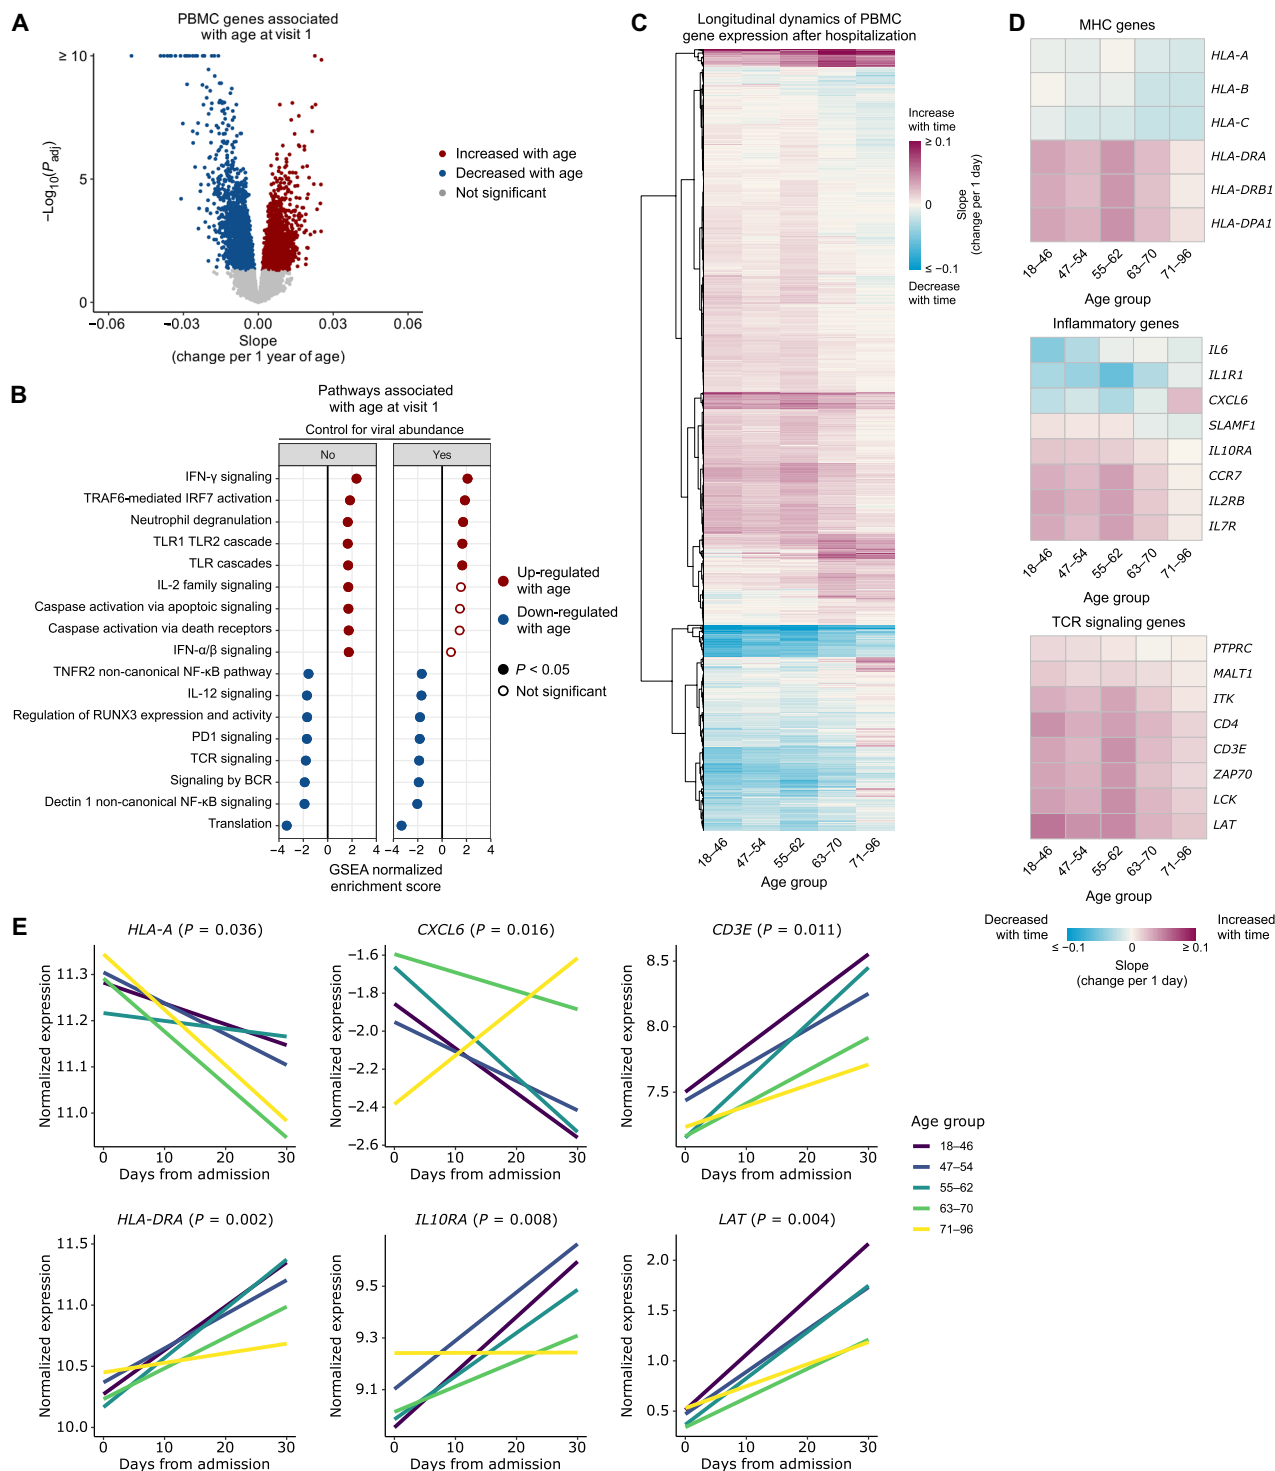 A
PBMC genes associated
with age at visit 1
≥ 10
5
0
−Log10(Padj)
−0.06
−0.03
0.00
0.03
0.06
Slope
(change per 1 year of age)
Increased with age
Decreased with age
Not significant
B
Pathways associated
with age at visit 1
Control for viral abundance
No
Yes
IFN-γ signaling
TRAF6-mediated IRF7 activation
Neutrophil degranulation
TLR1 TLR2 cascade
TLR cascades
IL-2 family signaling
Caspase activation via apoptoic signaling
Caspase activation via death receptors
IFN-α/β signaling
TNFR2 non-canonical NF-κB pathway
IL-12 signaling
Regulation of RUNX3 expression and activity
PD1 signaling
TCR signaling
Signaling by BCR
Dectin 1 non-canonical NF-κB signaling
Translation
−4 −2 0 2 4
−4 −2 0 2 4
GSEA normalized
enrichment score
Up-regulated
with age
Down-regulated
with age
P < 0.05
Not significant
C
Longitudinal dynamics of PBMC
gene expression after hospitalization
Increase
with time
≥ 0.1
0
≤ −0.1
Slope
(change per 1 day)
Decrease
with time
18–46
47–54
55–62
63–70
71–96
Age group
D
MHC genes
HLA-A
HLA-B
HLA-C
HLA-DRA
HLA-DRB1
HLA-DPA1
18–46
47–54
55–62
63–70
71–96
Age group
Inflammatory genes
IL6
IL1R1
CXCL6
SLAMF1
IL10RA
CCR7
IL2RB
IL7R
18–46
47–54
55–62
63–70
71–96
Age group
TCR signaling genes
PTPRC
MALT1
ITK
CD4
CD3E
ZAP70
LCK
LAT
18–46
47–54
55–62
63–70
71–96
Age group
Decreased
with time
Increased
with time
≤ −0.1
0
≥ 0.1
Slope
(change per 1 day)
E
HLA-A (P = 0.036)
Normalized expression
11.3
11.2
11.1
11.0
0 10 20 30
Days from admission
CXCL6 (P = 0.016)
Normalized expression
−1.6
−1.8
−2.0
−2.2
−2.4
−2.6
0 10 20 30
Days from admission
CD3E (P = 0.011)
Normalized expression
8.5
8.0
7.5
0 10 20 30
Days from admission
HLA-DRA (P = 0.002)
Normalized expression
11.5
11.0
10.5
10.0
0 10 20 30
Days from admission
IL10RA (P = 0.008)
Normalized expression
9.5
9.3
9.1
0 10 20 30
Days from admission
LAT (P = 0.004)
Normalized expression
2.0
1.5
1.0
0.5
0 10 20 30
Days from admission
Age group
18–46
47–54
55–62
63–70
71–96